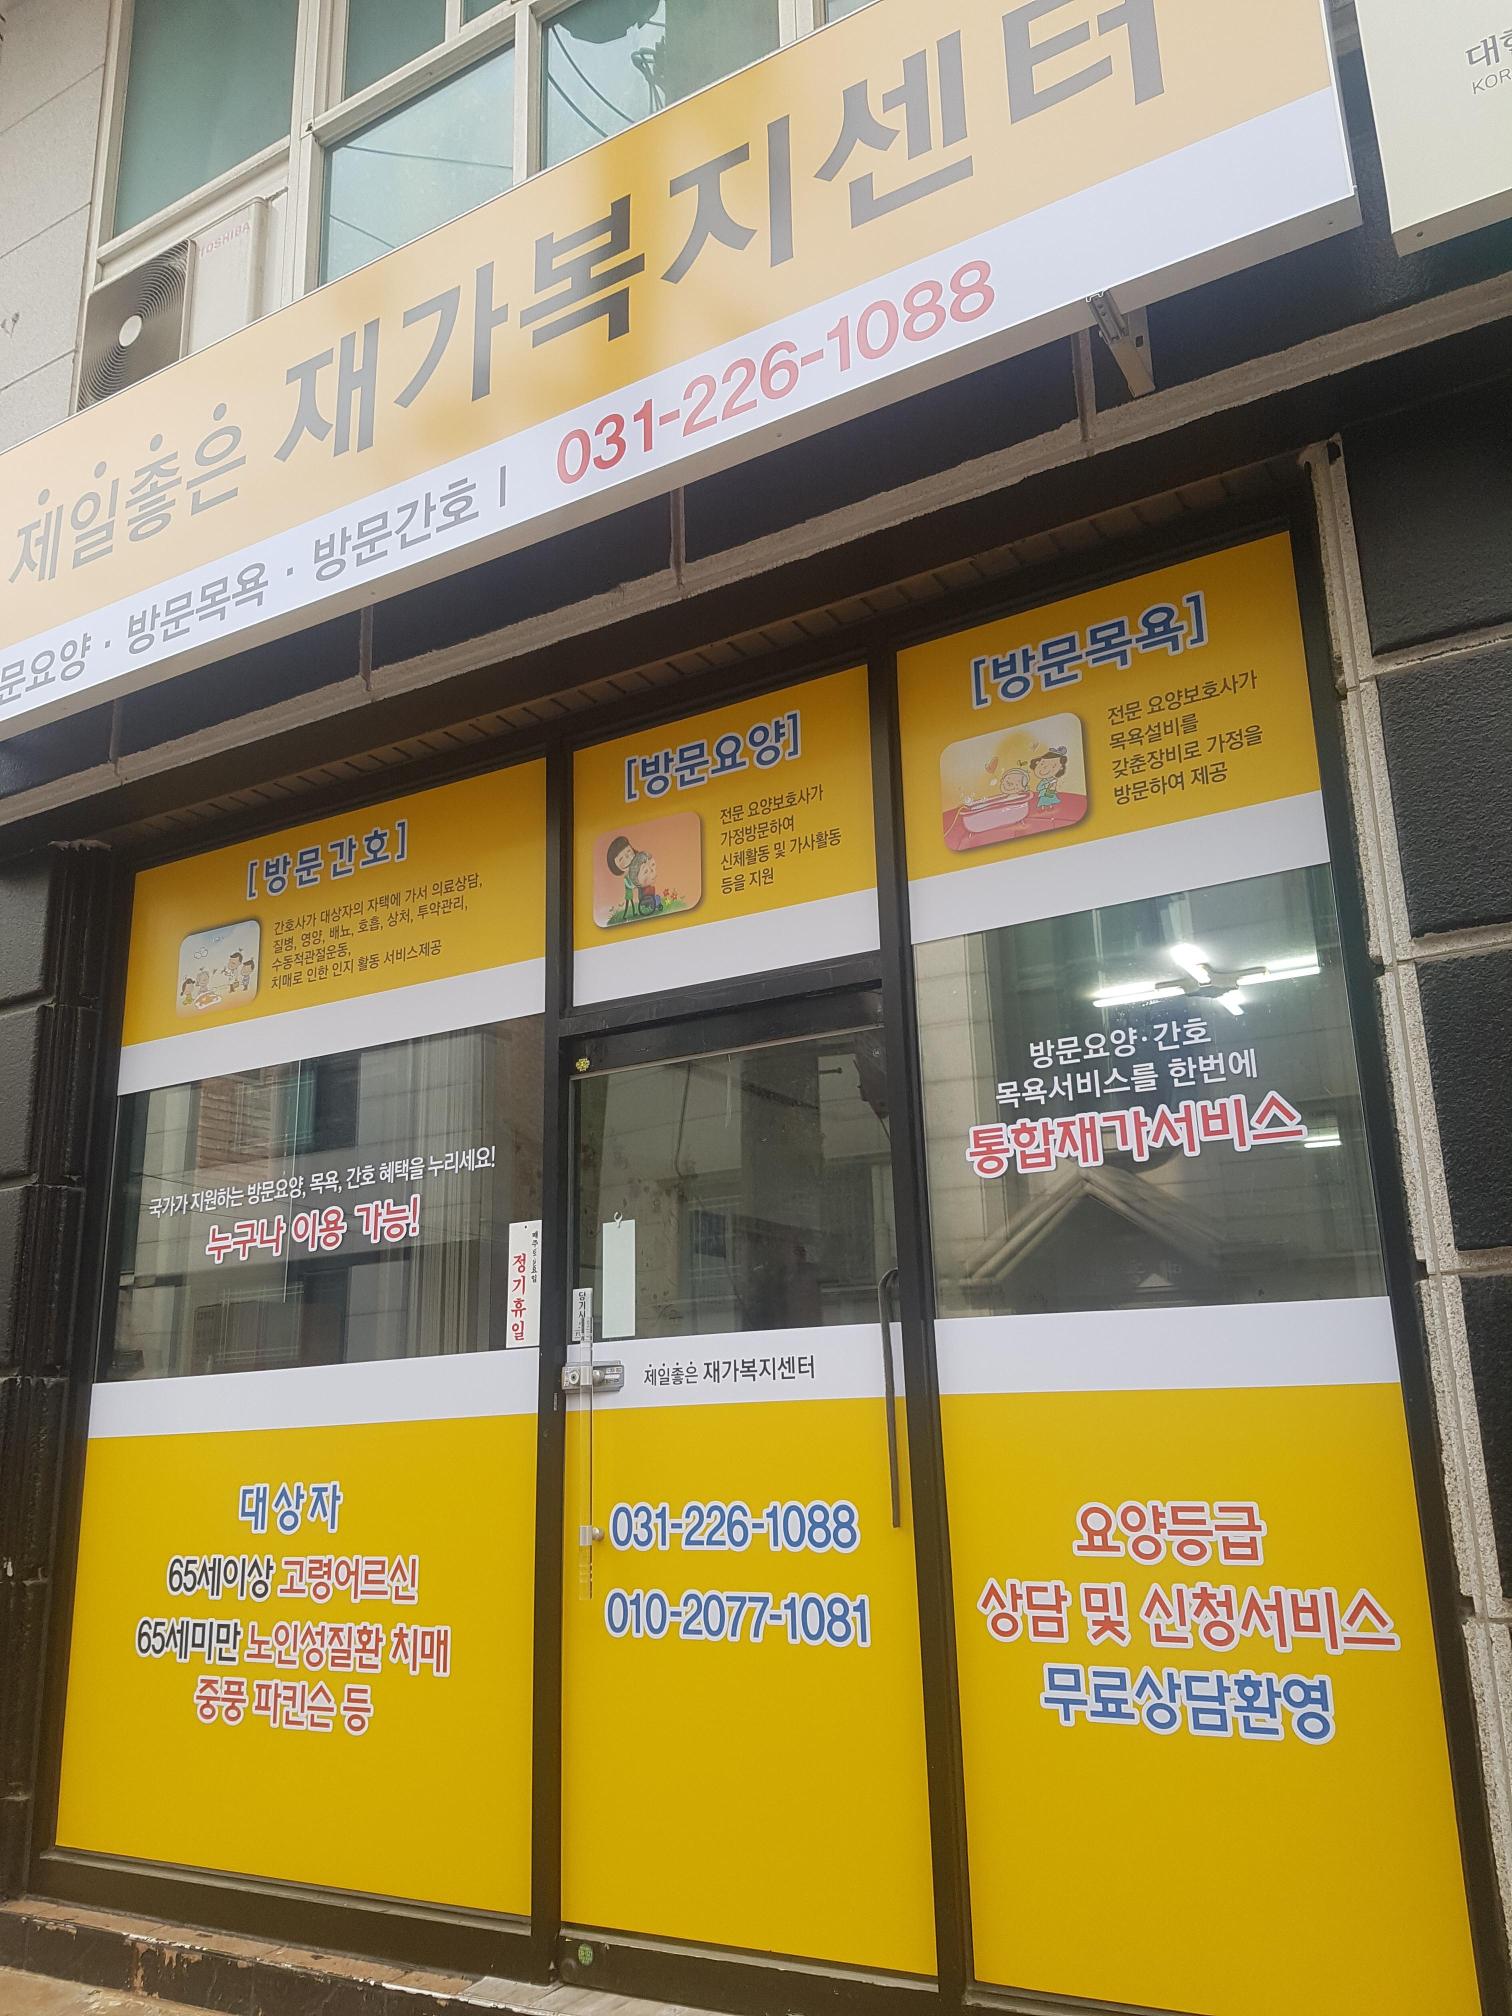 TOSHIBA
제일좋은 재가복지센터
문요양 · 방문목욕 · 방문간호 | 031-226-1088
대
KOR
[방문간호]
간호사가 대상자의 자택에 가서 의료상담,
질병, 영양, 배뇨, 호흡, 상처, 투약관리,
수동적관절운동,
치매로 인한 인지 활동 서비스제공
[방문요양]
전문 요양보호사가
가정방문하여
신체활동 및 가사활동
등을 지원
[방문목욕]
전문 요양보호사가
목욕설비를
갖춘장비로 가정을
방문하여 제공
국가가 지원하는 방문요양, 목욕, 간호 혜택을 누리세요!
누구나 이용 가능!
매주
정기휴일
당기시
방문요양·간호
목욕서비스를 한번에
통합재가서비스
제일좋은 재가복지센터
대상자
65세이상 고령어르신
65세미만 노인성질환 치매
중풍 파킨슨 등
031-226-1088
010-2077-1081
요양등급
상담 및 신청서비스
무료상담환영